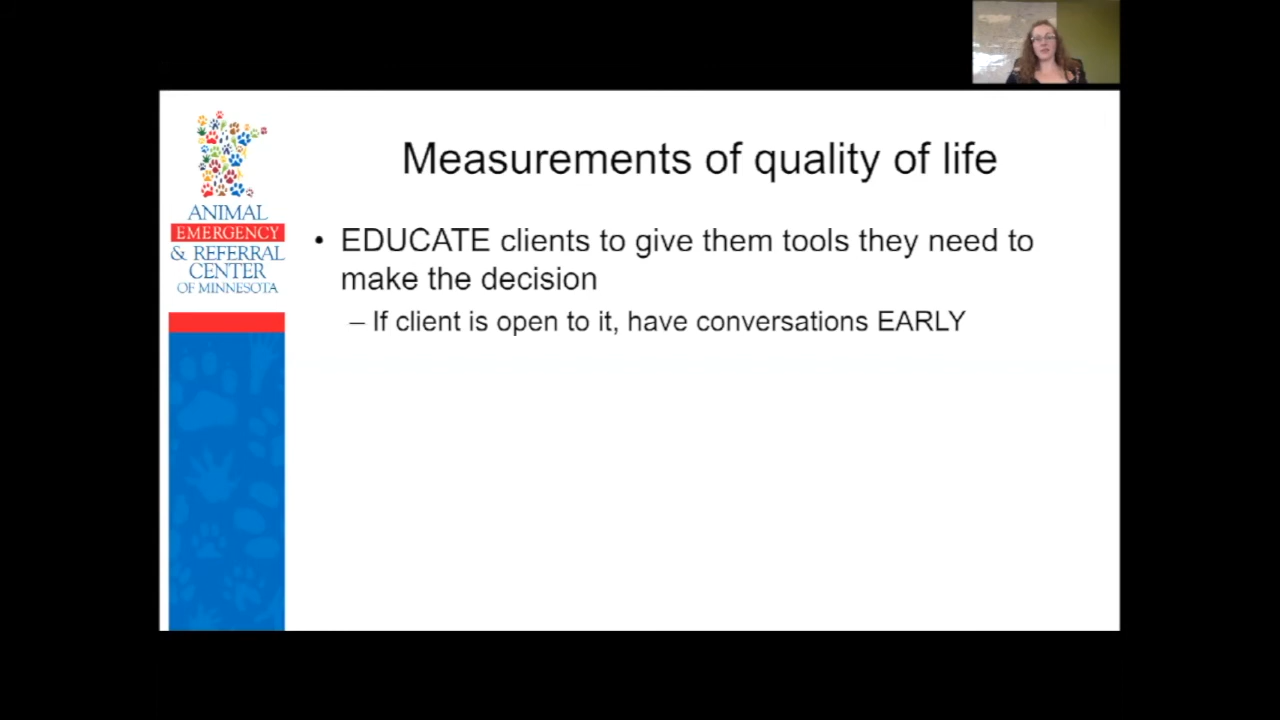 Measurements of quality of life
ANIMAL
EMERGENCY
& REFERRAL
CENTER
OF MINNESOTA
• EDUCATE clients to give them tools they need to
make the decision
– If client is open to it, have conversations EARLY